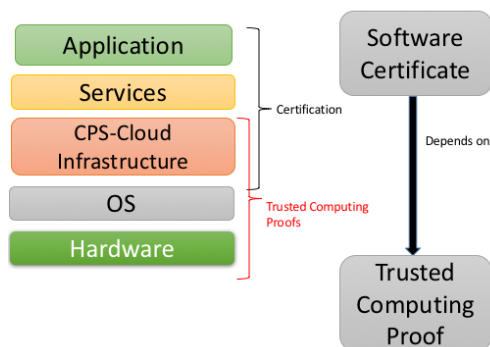 Application
Services
CPS-Cloud
Infrastructure
OS
Hardware
Certification
Trusted Computing
Proofs
Software
Certificate
Depends on
Trusted
Computing
Proof